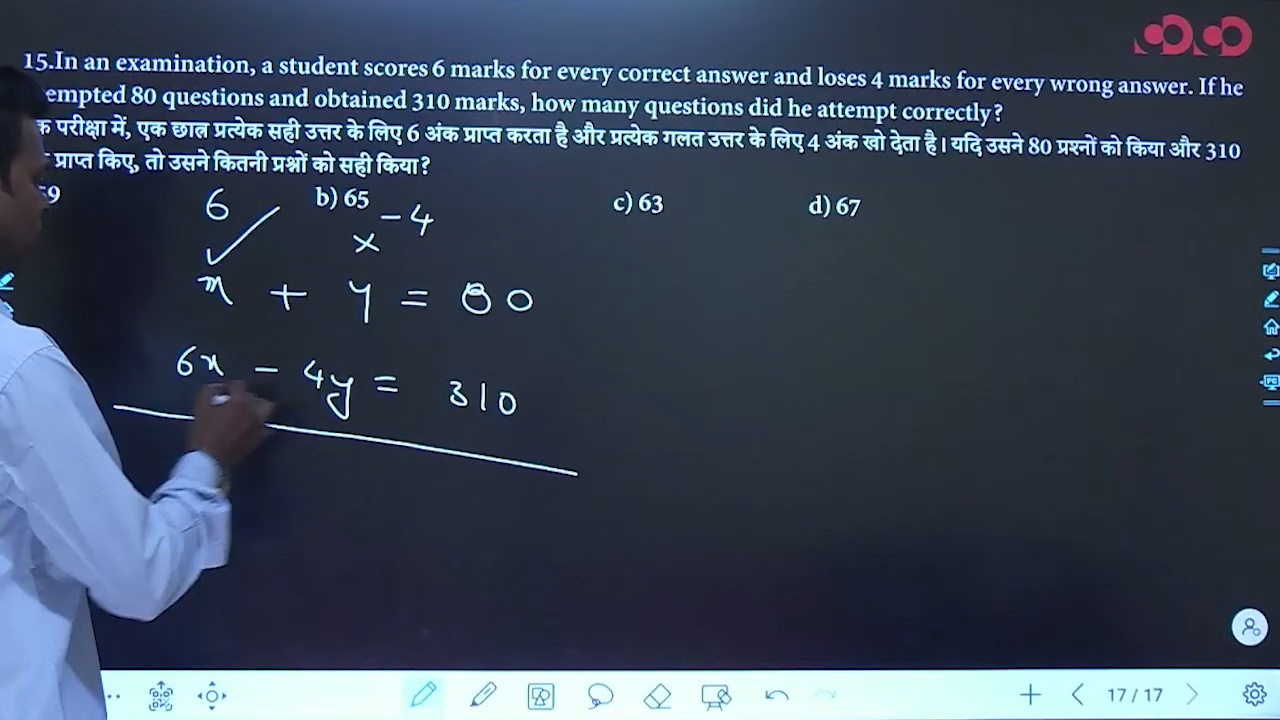 15.In an examination, a student scores 6 marks for every correct answer and loses 4 marks for every wrong answer. If he
empted 80 questions and obtained 310 marks, how many questions did he attempt correctly?
परीक्षा में, एक छात्र प्रत्येक सही उत्तर के लिए 6 अंक प्राप्त करता है और प्रत्येक गलत उत्तर के लिए 4 अंक खो देता है। यदि उसने 80 प्रश्नों को किया और 310
प्राप्त किए, तो उसने कितनी प्रश्नों को सही किया?
9 b) 65 c) 63 d) 67
6 -4
✓ x
x + y = 80
6x - 4y = 310
17 / 17